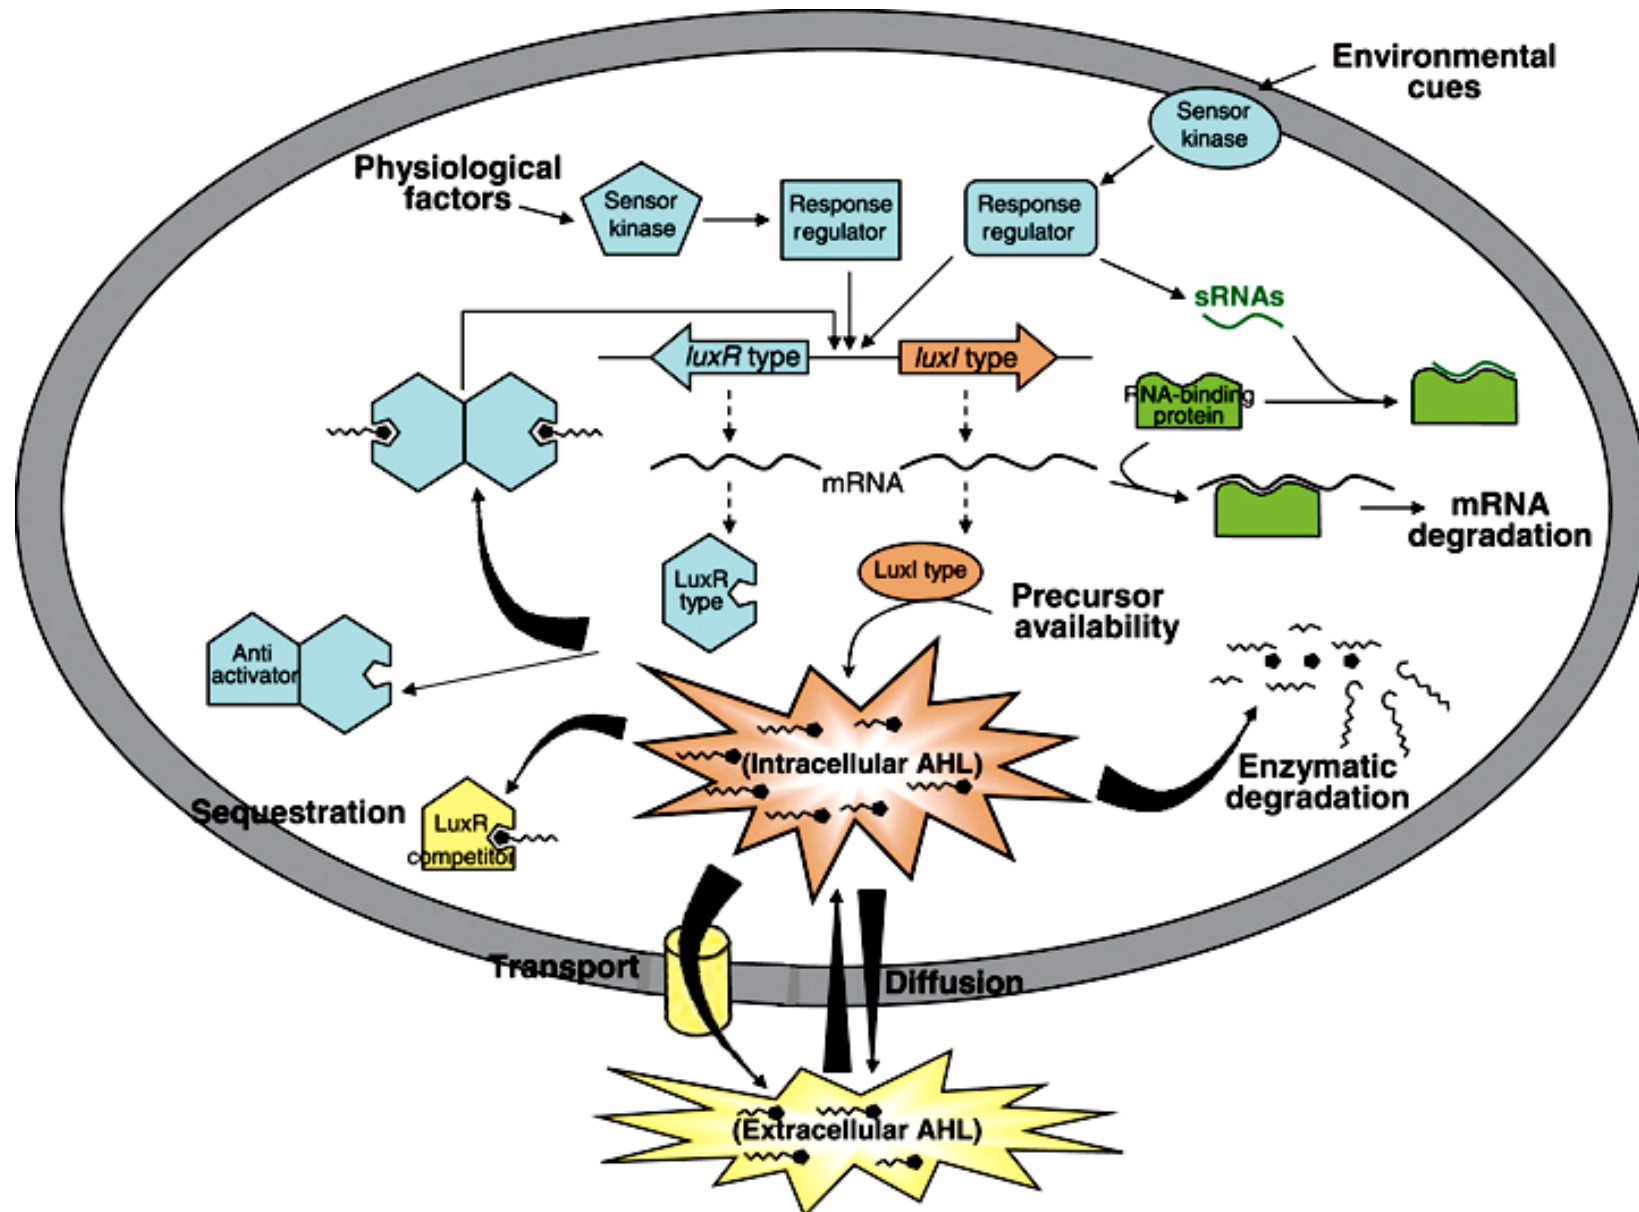 Environmental
cues
Sensor
kinase
Physiological
factors
Sensor
kinase
Response
regulator
Response
regulator
sRNAs
luxR type
luxI type
RNA-binding
protein
mRNA
mRNA
degradation
LuxR
type
LuxI type
Precursor
availability
Anti
activator
(Intracellular AHL)
Enzymatic
degradation
Sequestration
LuxR
competitor
Transport
Diffusion
(Extracellular AHL)